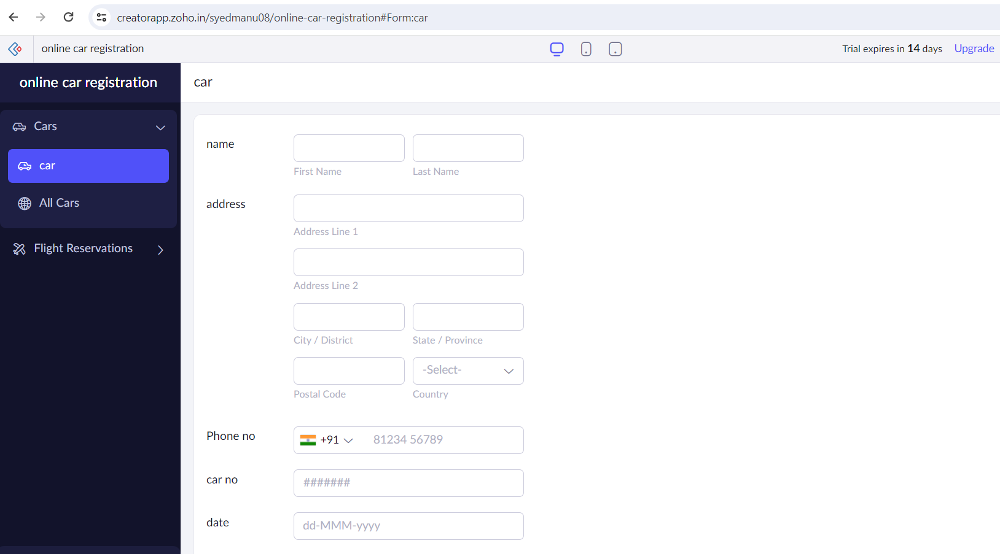 creatorapp.zoho.in/syedmanu08/online-car-registration#Form:car
online car registration
Trial expires in 14 days Upgrade
online car registration
car
Cars
car
All Cars
Flight Reservations
name
First Name Last Name
address
Address Line 1
Address Line 2
City / District State / Province
-Select-
Postal Code Country
Phone no +91 81234 56789
car no #######
date dd-MMM-yyyy